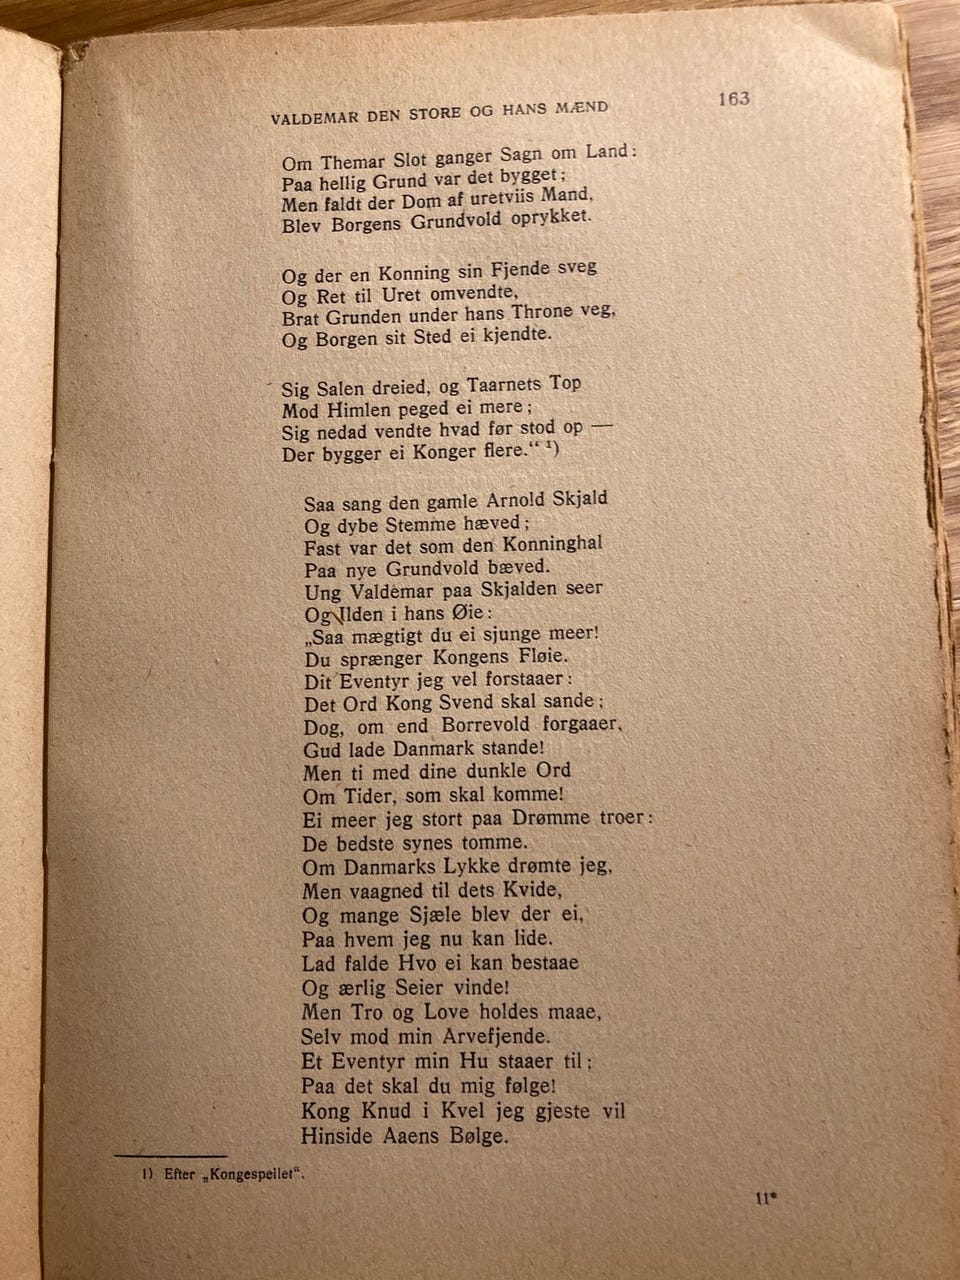 VALDEMAR DEN STORE OG HANS MÆND 163
Om Themar Slot ganger Sagn om Land:
Paa hellig Grund var det bygget;
Men faldt der Dom af uretviis Mand,
Blev Borgens Grundvold oprykket.
Og der en Konning sin Fjende sveg
Og Ret til Uret omvendte,
Brat Grunden under hans Throne veg,
Og Borgen sit Sted ei kjendte.
Sig Salen dreied, og Taarnets Top
Mod Himlen peged ei mere;
Sig nedad vendte hvad før stod op —
Der bygger ei Konger flere.“ ¹)
Saa sang den gamle Arnold Skjald
Og dybe Stemme hæved;
Fast var det som den Konninghal
Paa nye Grundvold bæved.
Ung Valdemar paa Skjalden seer
Og Ilden i hans Øie:
„Saa mægtigt du ei sjunge meer!
Du sprænger Kongens Fløie.
Dit Eventyr jeg vel forstaaer:
Det Ord Kong Svend skal sande;
Dog, om end Borrevold forgaaer,
Gud lade Danmark stande!
Men ti med dine dunkle Ord
Om Tider, som skal komme!
Ei meer jeg stort paa Drømme troer:
De bedste synes tomme.
Om Danmarks Lykke drømte jeg,
Men vaagned til dets Kvide,
Og mange Sjæle blev der ei,
Paa hvem jeg nu kan lide.
Lad falde Hvo ei kan bestaae
Og ærlig Seier vinde!
Men Tro og Love holdes maae,
Selv mod min Arvefjende.
Et Eventyr min Hu staaer til;
Paa det skal du mig følge!
Kong Knud i Kvel jeg gjeste vil
Hinside Aaens Bølge.
1) Efter „Kongespeilet“.
11*